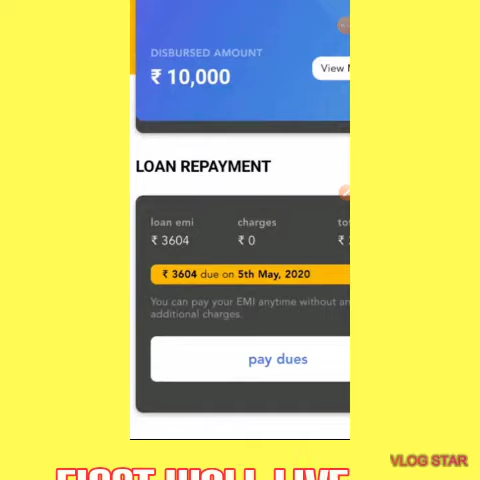 DISBURSED AMOUNT
₹ 10,000
View
LOAN REPAYMENT
loan emi charges
₹ 3604 ₹ 0 ₹
₹ 3604 due on 5th May, 2020
You can pay your EMI anytime without
additional charges.
pay dues
VLOG STAR